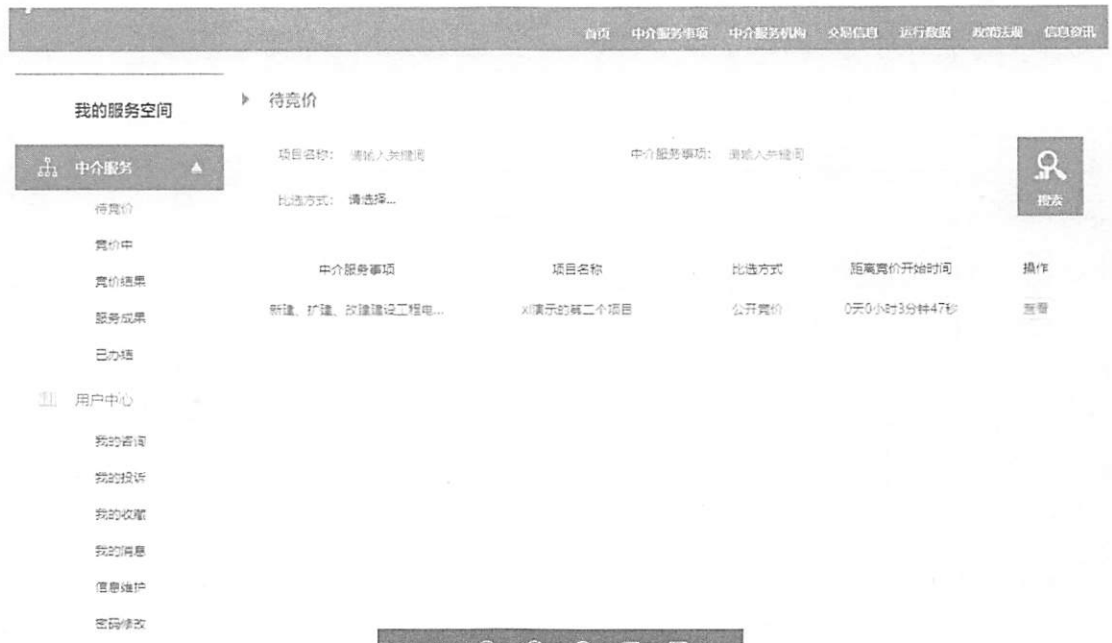 首页 中介服务事项 中介服务机构 交易信息 运行数据 政策法规 信息资讯
我的服务空间
中介服务
待竞价
竞价中
竞价结果
服务成果
已办结
用户中心
我的咨询
我的投诉
我的收藏
我的消息
信息维护
密码修改
待竞价
项目名称: 请输入关键词 中介服务事项: 请输入关键词
比选方式: 请选择...
搜索
中介服务事项 项目名称 比选方式 距离竞价开始时间 操作
新建、扩建、改建建设工程电... xl演示的第二个项目 公开竞价 0天0小时3分钟47秒 查看